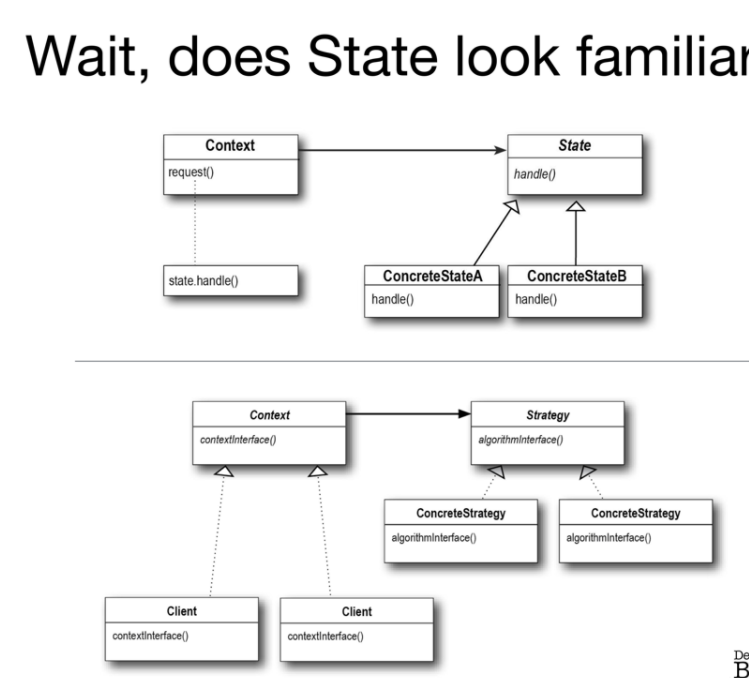 Wait, does State look familiar
Context
request()
state.handle()
State
handle()
ConcreteStateA
handle()
ConcreteStateB
handle()
Context
contextInterface()
Strategy
algorithmInterface()
ConcreteStrategy
algorithmInterface()
ConcreteStrategy
algorithmInterface()
Client
contextInterface()
Client
contextInterface()
De
B